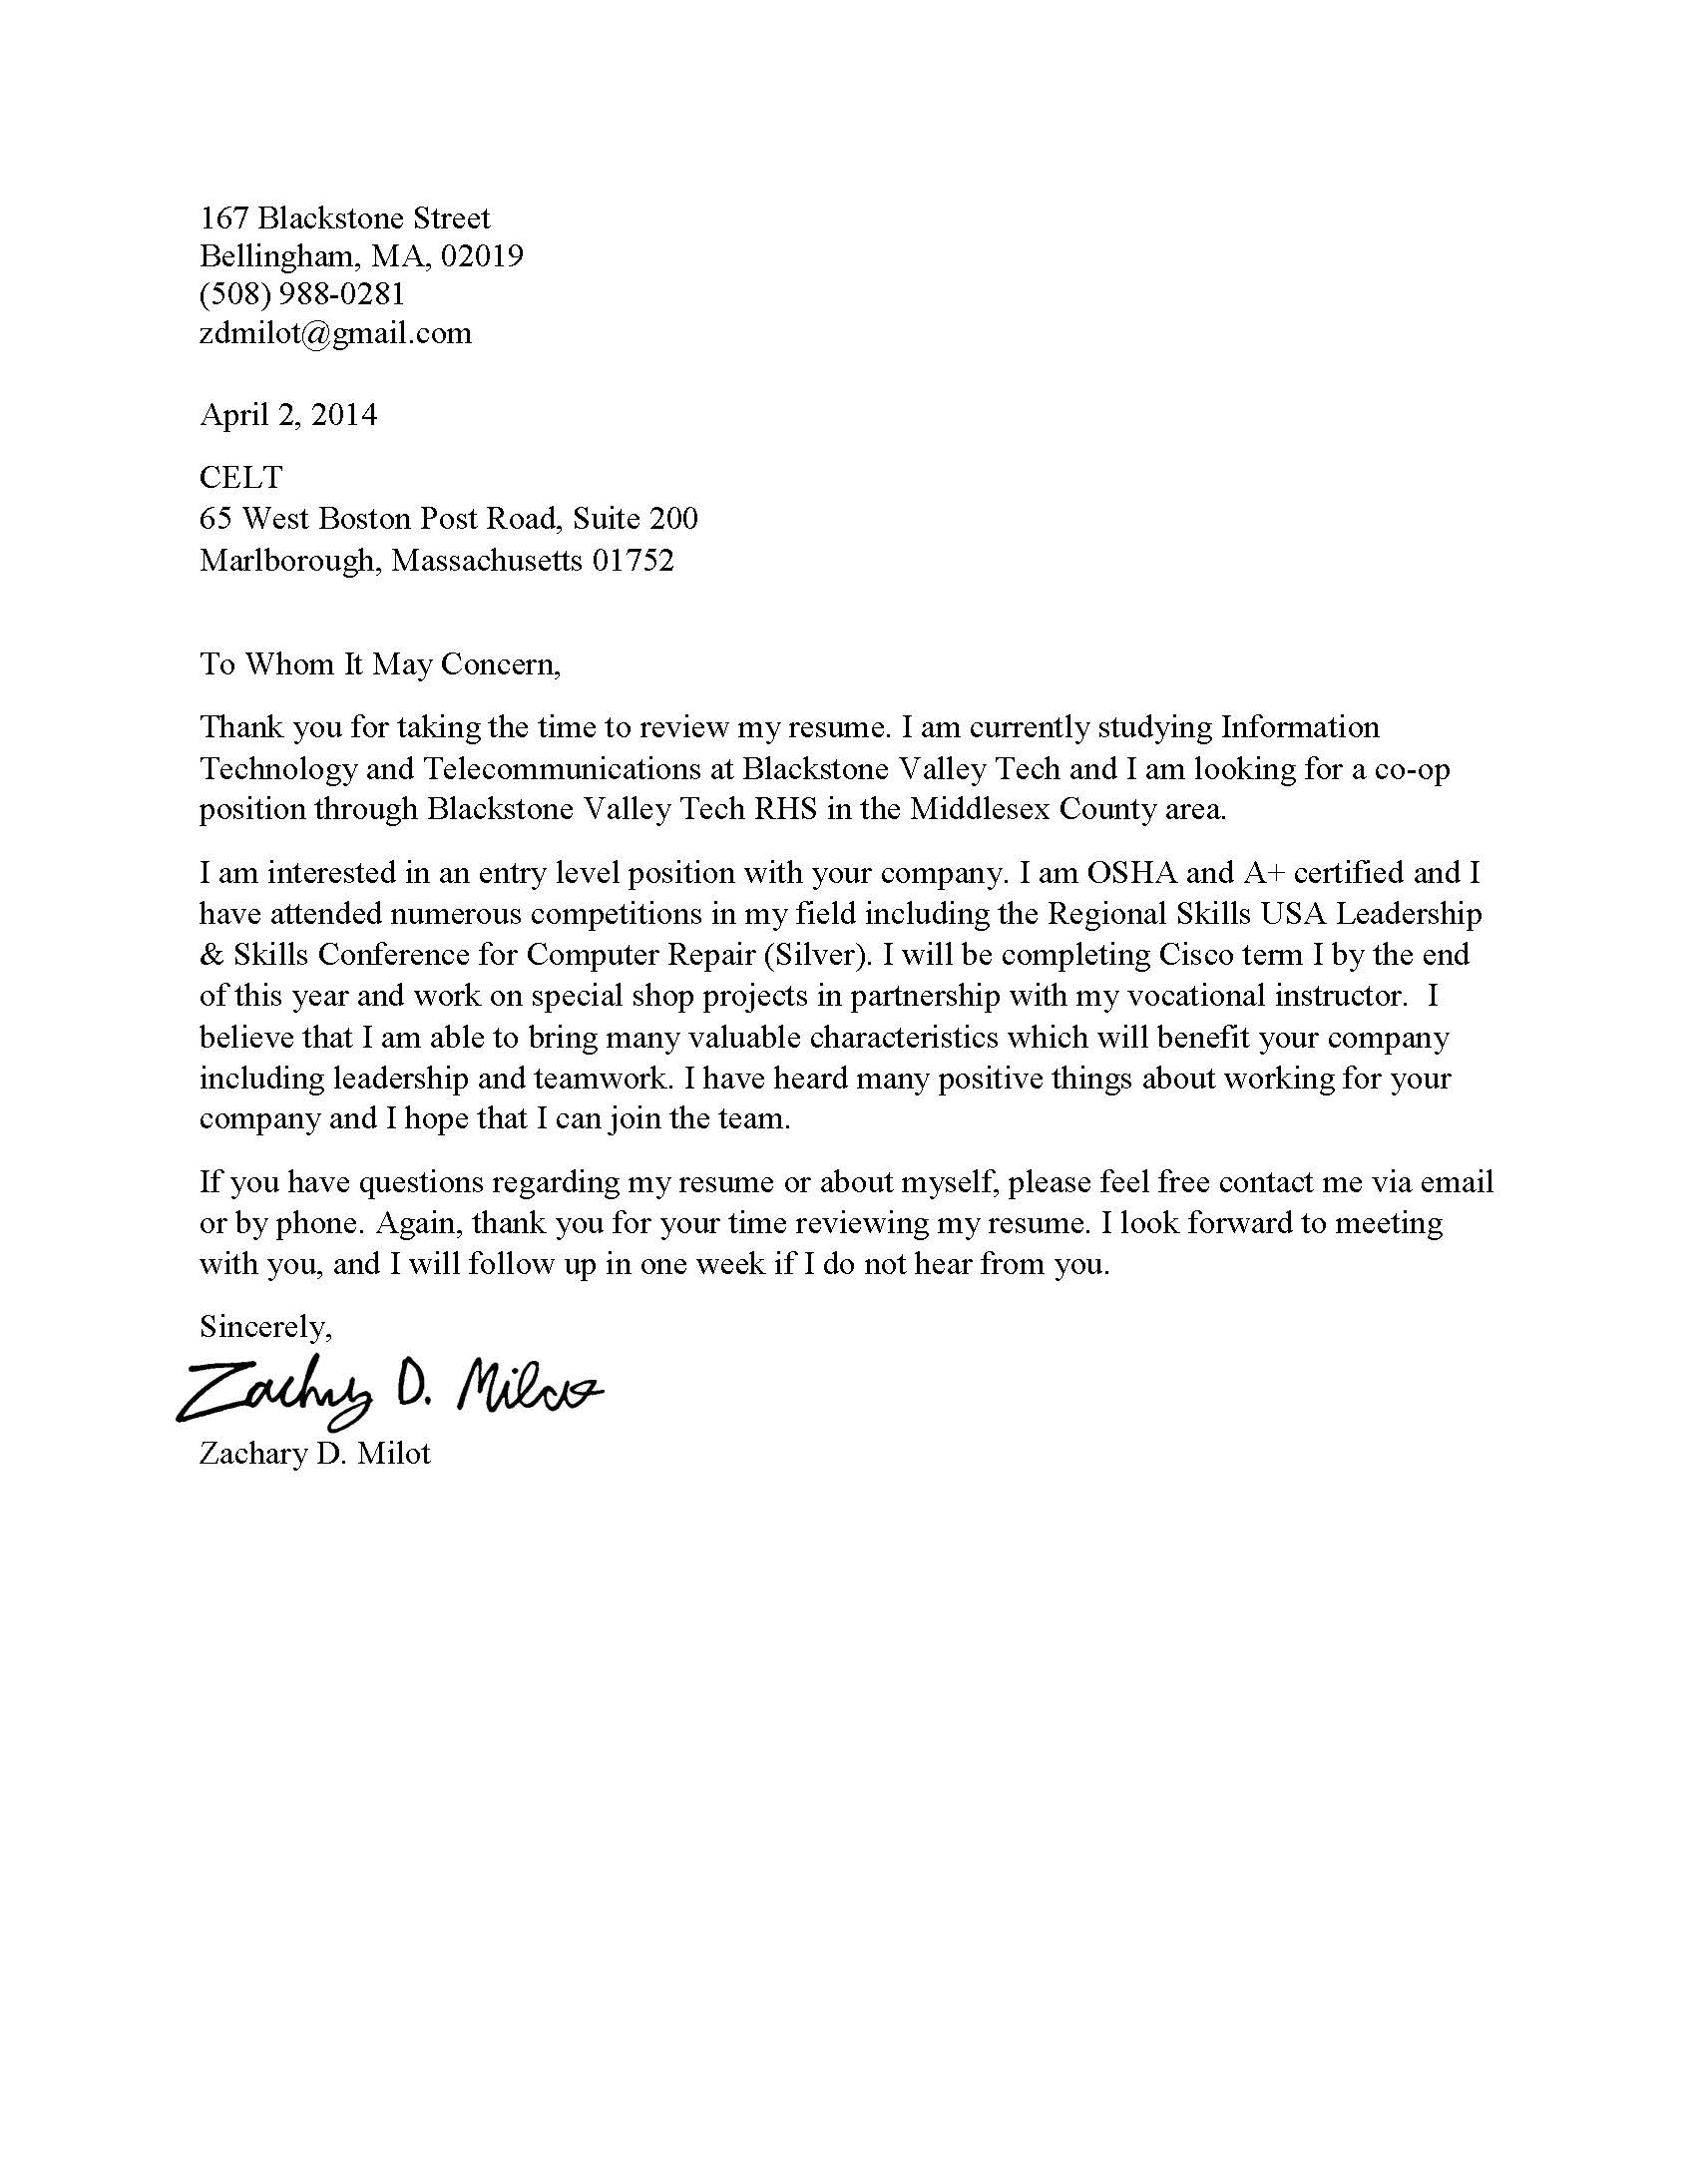 167 Blackstone Street
Bellingham, MA, 02019
(508) 988-0281
zdmilot@gmail.com
April 2, 2014
CELT
65 West Boston Post Road, Suite 200
Marlborough, Massachusetts 01752
To Whom It May Concern,
Thank you for taking the time to review my resume. I am currently studying Information
Technology and Telecommunications at Blackstone Valley Tech and I am looking for a co-op
position through Blackstone Valley Tech RHS in the Middlesex County area.
I am interested in an entry level position with your company. I am OSHA and A+ certified and I
have attended numerous competitions in my field including the Regional Skills USA Leadership
& Skills Conference for Computer Repair (Silver). I will be completing Cisco term I by the end
of this year and work on special shop projects in partnership with my vocational instructor.  I
believe that I am able to bring many valuable characteristics which will benefit your company
including leadership and teamwork. I have heard many positive things about working for your
company and I hope that I can join the team.
If you have questions regarding my resume or about myself, please feel free contact me via email
or by phone. Again, thank you for your time reviewing my resume. I look forward to meeting
with you, and I will follow up in one week if I do not hear from you.
Sincerely,
Zachary D. Milot
Zachary D. Milot